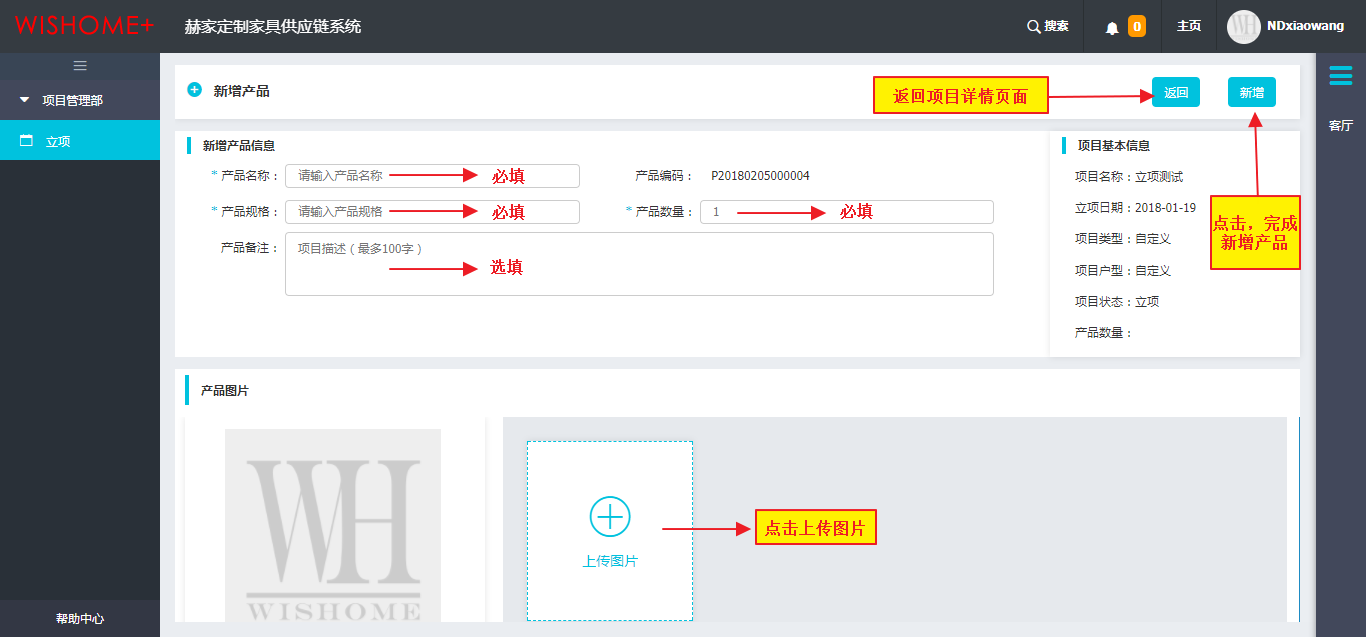 WISHOME+
赫家定制家具供应链系统
搜索
0
主页
NDxiaowang
项目管理部
立项
帮助中心
新增产品
返回项目详情页面
返回
新增
客厅
新增产品信息
* 产品名称：
请输入产品名称
必填
产品编码：
P20180205000004
* 产品规格：
请输入产品规格
必填
* 产品数量：
1
必填
产品备注：
项目描述（最多100字）
选填
项目基本信息
项目名称：立项测试
立项日期：2018-01-19
项目类型：自定义
项目户型：自定义
项目状态：立项
产品数量：
点击，完成
新增产品
产品图片
WH
WISHOME
上传图片
点击上传图片